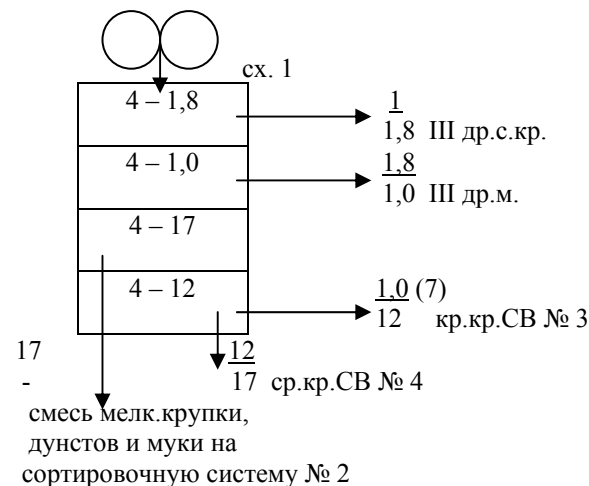 сх. 1
4 – 1,8
1
1,8 III др.с.кр.
4 – 1,0
1,8
1,0 III др.м.
4 – 17
4 – 12
1,0 (7)
12 кр.кр.СВ № 3
17
-
12
17 ср.кр.СВ № 4
смесь мелк.крупки,
дунстов и муки на
сортировочную систему № 2